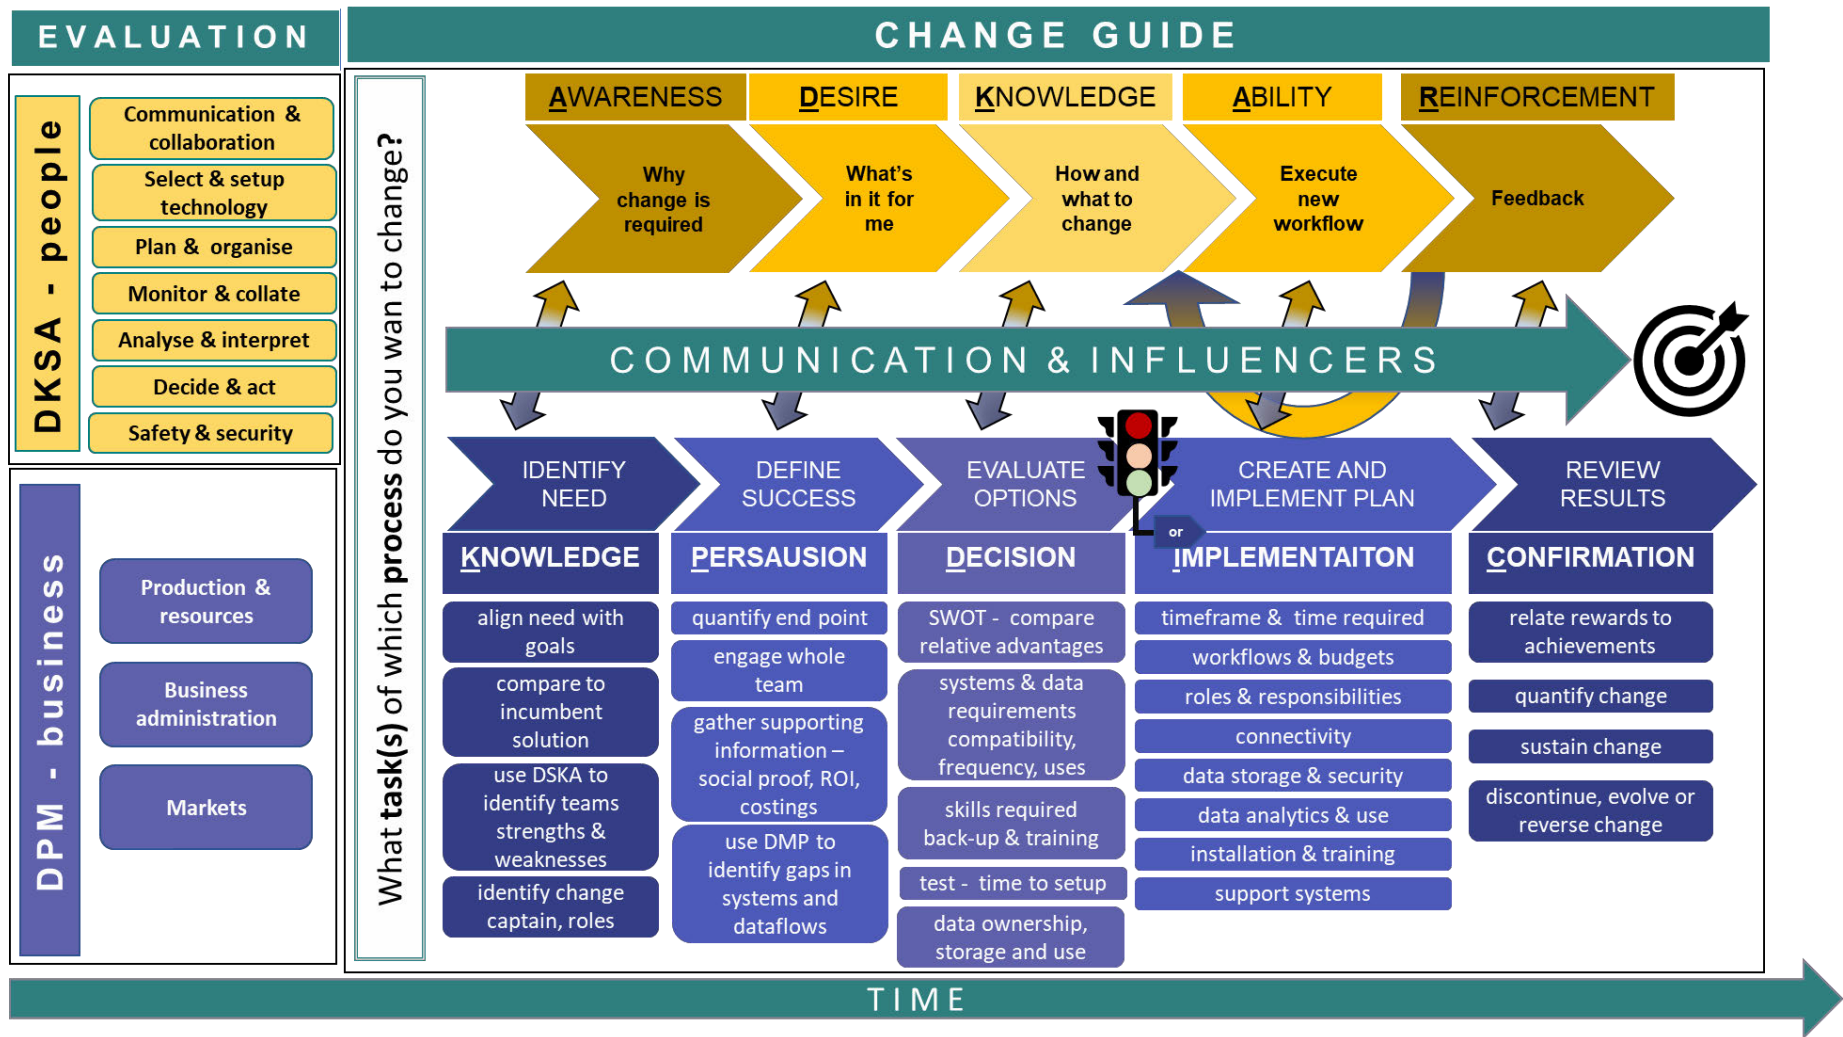 EVALUATION
CHANGE GUIDE
DKSA - people
Communication &
collaboration
Select & setup
technology
Plan & organise
Monitor & collate
Analyse & interpret
Decide & act
Safety & security
DPM - business
Production &
resources
Business
administration
Markets
What task(s) of which process do you wan to change?
AWARENESS
DESIRE
KNOWLEDGE
ABILITY
REINFORCEMENT
Why
change is
required
What's
in it for
me
How and
what to
change
Execute
new
workflow
Feedback
COMMUNICATION & INFLUENCERS
IDENTIFY
NEED
DEFINE
SUCCESS
EVALUATE
OPTIONS
CREATE AND
IMPLEMENT PLAN
REVIEW
RESULTS
or
KNOWLEDGE
PERSAUSION
DECISION
IMPLEMENTAITON
CONFIRMATION
align need with
goals
compare to
incumbent
solution
use DSKA to
identify teams
strengths &
weaknesses
identify change
captain, roles
quantify end point
engage whole
team
gather supporting
information –
social proof, ROI,
costings
use DMP to
identify gaps in
systems and
dataflows
SWOT - compare
relative advantages
systems & data
requirements
compatibility,
frequency, uses
skills required
back-up & training
test - time to setup
data ownership,
storage and use
timeframe & time required
workflows & budgets
roles & responsibilities
connectivity
data storage & security
data analytics & use
installation & training
support systems
relate rewards to
achievements
quantify change
sustain change
discontinue, evolve or
reverse change
TIME